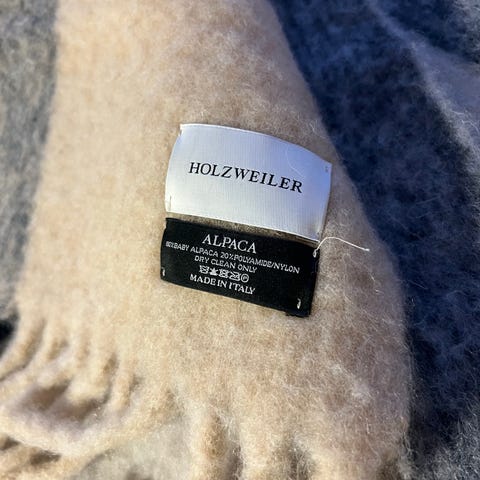 HOLZWEILER
ALPACA
80%BABY ALPACA 20%POLYAMIDE/NYLON
DRY CLEAN ONLY
MADE IN ITALY